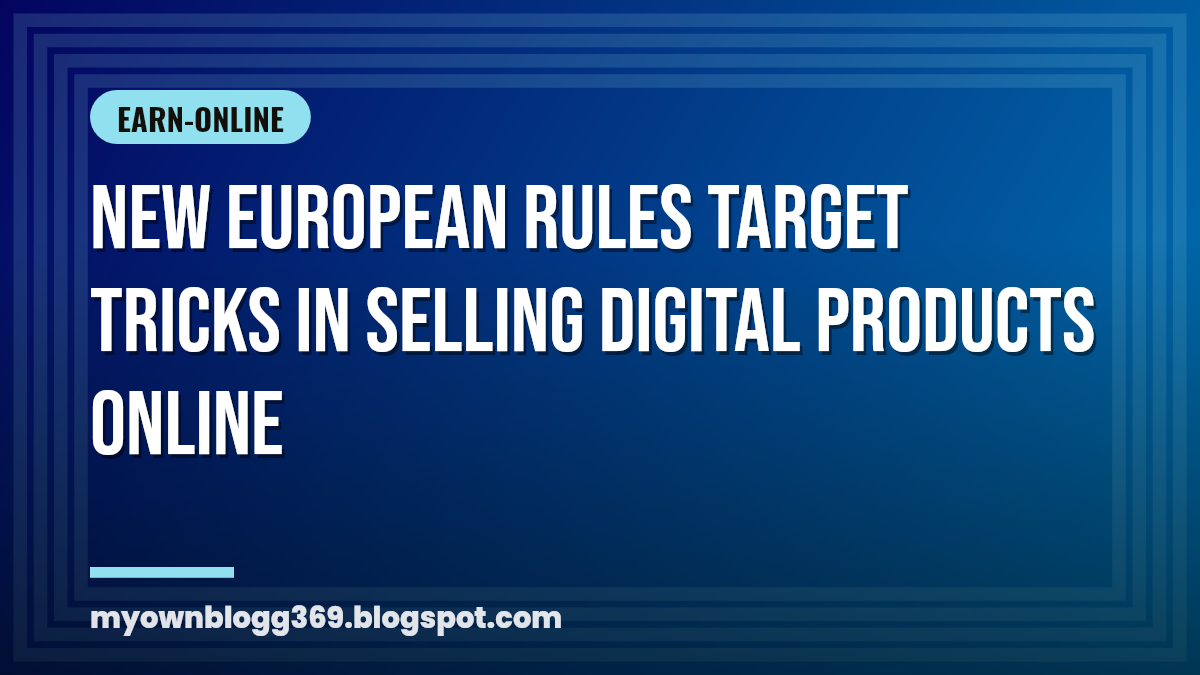 EARN-ONLINE
NEW EUROPEAN RULES TARGET
TRICKS IN SELLING DIGITAL PRODUCTS
ONLINE
myownblogg369.blogspot.com